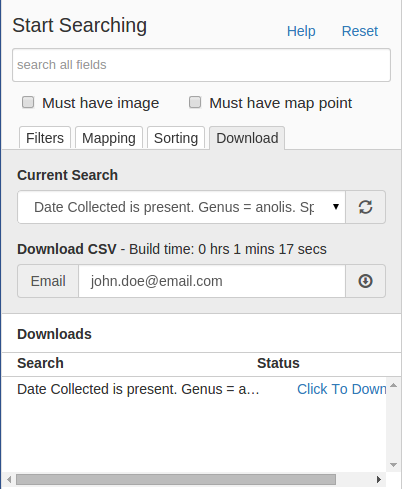 Start Searching
Help Reset
search all fields
Must have image Must have map point
Filters Mapping Sorting Download
Current Search
Date Collected is present. Genus = anolis. Sp
Download CSV - Build time: 0 hrs 1 mins 17 secs
Email john.doe@email.com
Downloads
Search Status
Date Collected is present. Genus = a… Click To Down